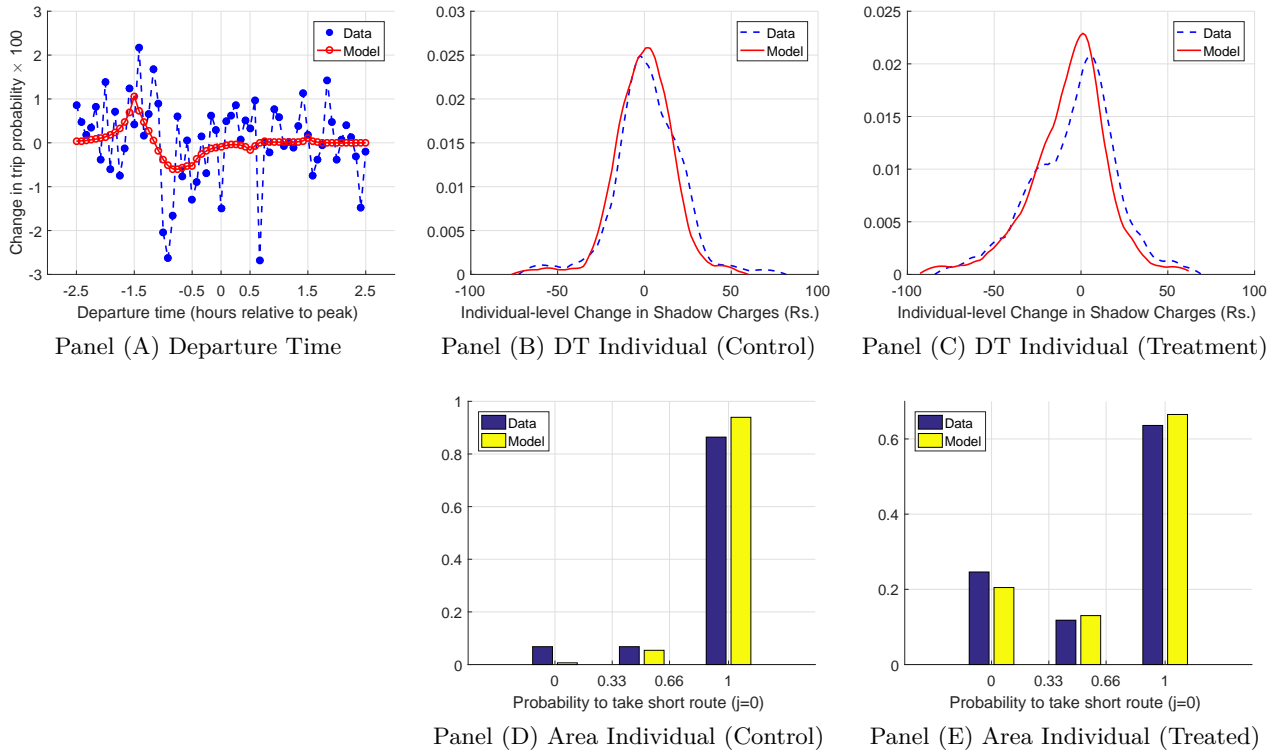 Change in trip probability × 100
3
2
1
0
-1
-2
-3
Data
Model
-2.5
-1.5
-0.5
0
0.5
1.5
2.5
Departure time (hours relative to peak)
Panel (A) Departure Time
0.03
0.025
0.02
0.015
0.01
0.005
0
Data
Model
-100
-50
0
50
100
Individual-level Change in Shadow Charges (Rs.)
Panel (B) DT Individual (Control)
0.025
0.02
0.015
0.01
0.005
0
Data
Model
-100
-50
0
50
100
Individual-level Change in Shadow Charges (Rs.)
Panel (C) DT Individual (Treatment)
1
0.8
0.6
0.4
0.2
0
Data
Model
0
0.33
0.66
1
Probability to take short route (j=0)
Panel (D) Area Individual (Control)
0.6
0.4
0.2
0
Data
Model
0
0.33
0.66
1
Probability to take short route (j=0)
Panel (E) Area Individual (Treated)